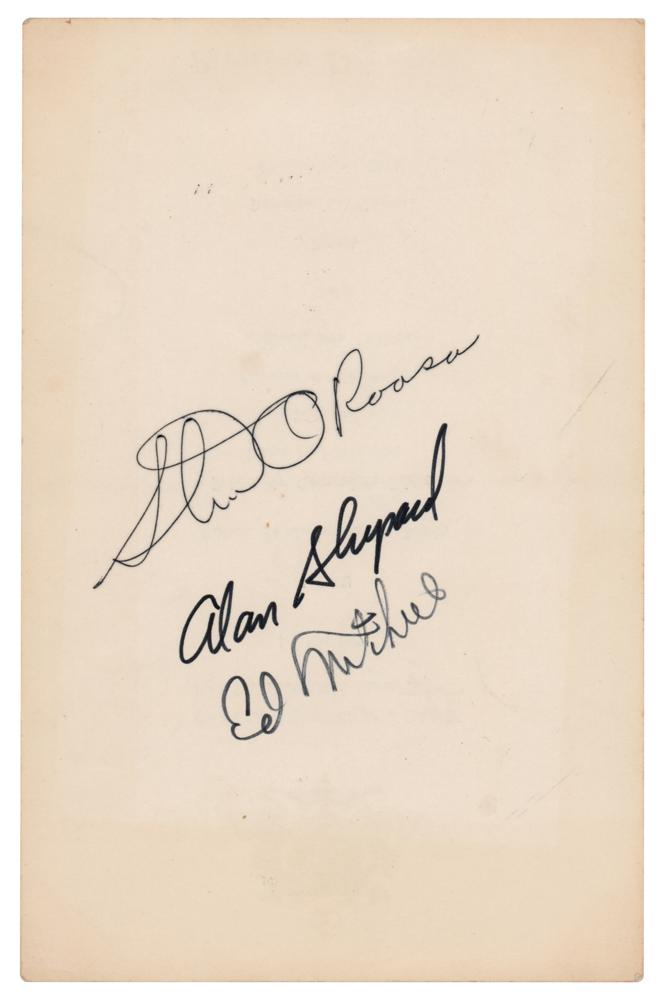 Stuart Roosa
Alan Shepard
Ed Mitchell